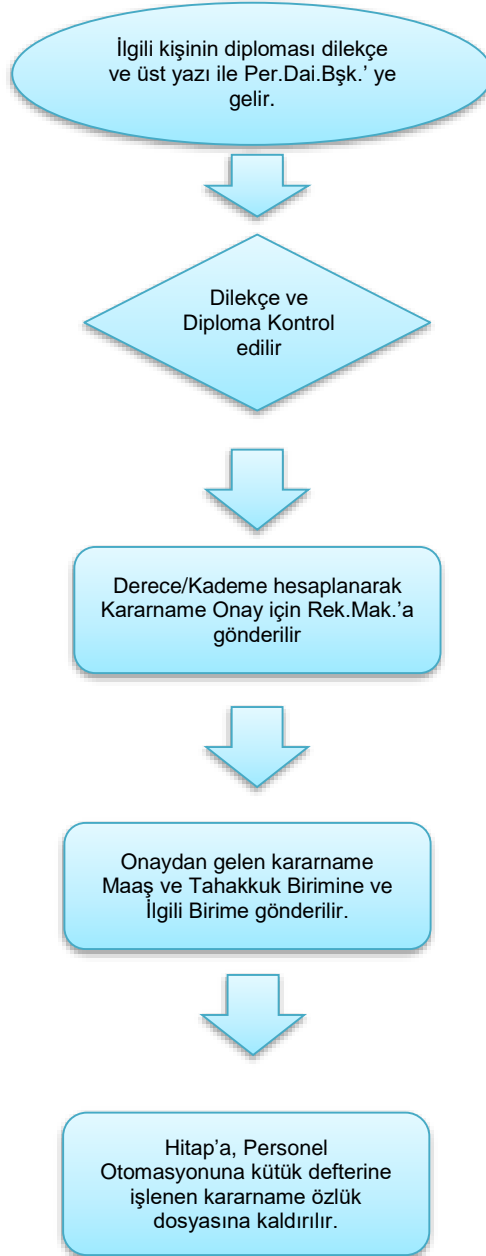 İlgili kişinin diploması dilekçe
ve üst yazı ile Per.Dai.Bşk.’ ye
gelir.
Dilekçe ve
Diploma Kontrol
edilir
Derece/Kademe hesaplanarak
Kararname Onay için Rek.Mak.’a
gönderilir
Onaydan gelen kararname
Maaş ve Tahakkuk Birimine ve
İlgili Birime gönderilir.
Hitap’a, Personel
Otomasyonuna kütük defterine
işlenen kararname özlük
dosyasına kaldırılır.